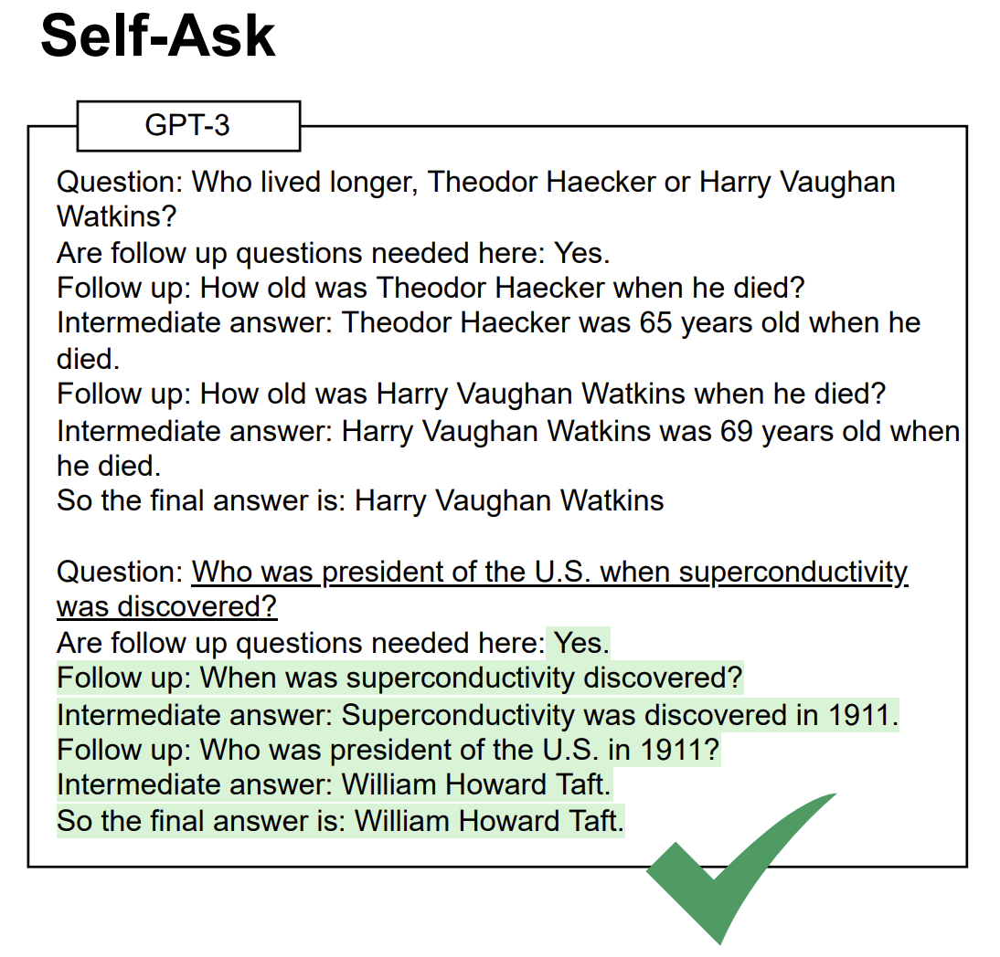 Self-Ask
GPT-3
Question: Who lived longer, Theodor Haecker or Harry Vaughan
Watkins?
Are follow up questions needed here: Yes.
Follow up: How old was Theodor Haecker when he died?
Intermediate answer: Theodor Haecker was 65 years old when he
died.
Follow up: How old was Harry Vaughan Watkins when he died?
Intermediate answer: Harry Vaughan Watkins was 69 years old when
he died.
So the final answer is: Harry Vaughan Watkins
Question: Who was president of the U.S. when superconductivity
was discovered?
Are follow up questions needed here: Yes.
Follow up: When was superconductivity discovered?
Intermediate answer: Superconductivity was discovered in 1911.
Follow up: Who was president of the U.S. in 1911?
Intermediate answer: William Howard Taft.
So the final answer is: William Howard Taft.